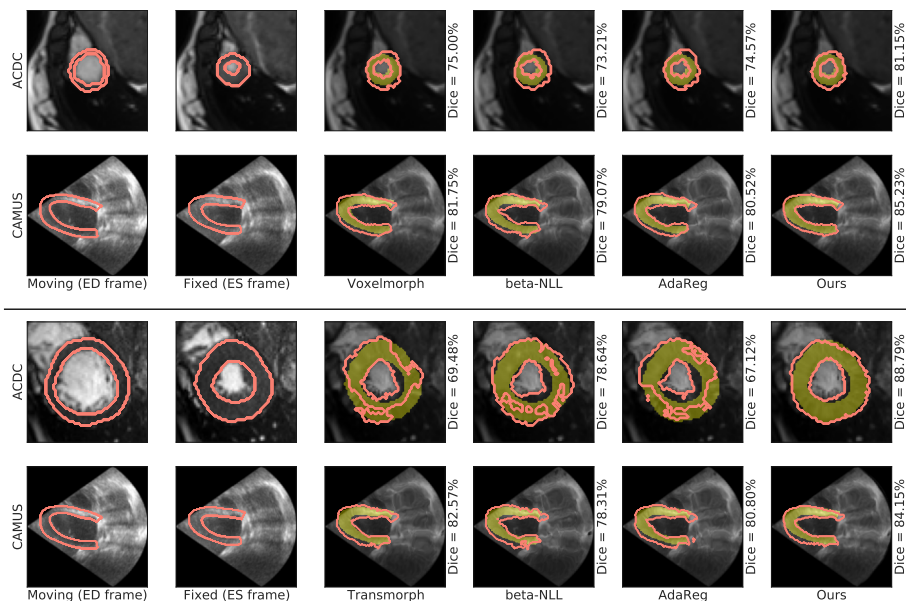 ACDC
Dice = 75.00%
Dice = 73.21%
Dice = 74.57%
Dice = 81.15%
CAMUS
Dice = 81.75%
Dice = 79.07%
Dice = 80.52%
Dice = 85.23%
Moving (ED frame) Fixed (ES frame) Voxelmorph beta-NLL AdaReg Ours
ACDC
Dice = 69.48%
Dice = 78.64%
Dice = 67.12%
Dice = 88.79%
CAMUS
Dice = 82.57%
Dice = 78.31%
Dice = 80.80%
Dice = 84.15%
Moving (ED frame) Fixed (ES frame) Transmorph beta-NLL AdaReg Ours